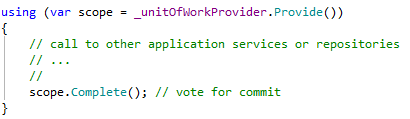 using (var scope = _unitOfWorkProvider.Provide())
{
    // call to other application services or repositories
    // ...
    //
    scope.Complete(); // vote for commit
}